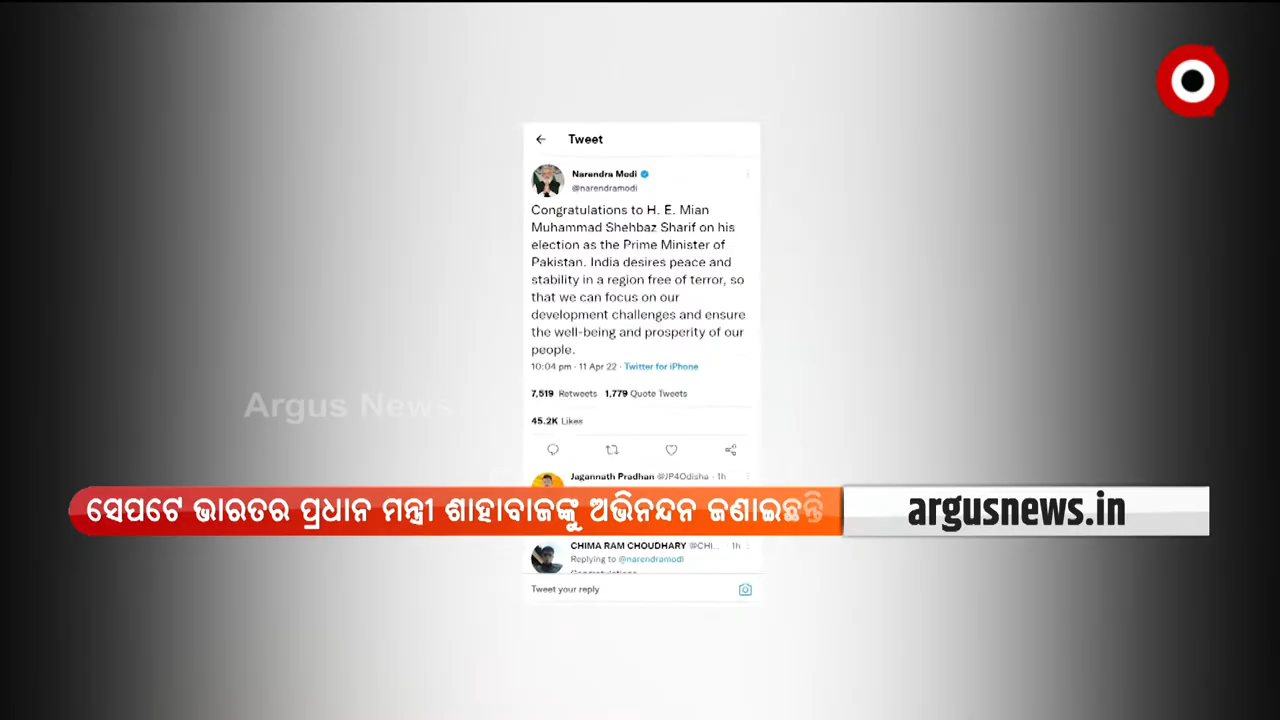 Tweet
Narendra Modi
@narendramodi
Congratulations to H. E. Mian
Muhammad Shehbaz Sharif on his
election as the Prime Minister of
Pakistan. India desires peace and
stability in a region free of terror, so
that we can focus on our
development challenges and ensure
the well-being and prosperity of our
people.
10:04 pm · 11 Apr 22 · Twitter for iPhone
7,519 Retweets 1,779 Quote Tweets
Argus News
45.2K Likes
Jagannath Pradhan @JP4Odisha · 1h
ସେପଟେ ଭାରତର ପ୍ରଧାନ ମନ୍ତ୍ରୀ ଶାହାବାଜଙ୍କୁ ଅଭିନନ୍ଦନ ଜଣାଇଛନ୍ତି
argusnews.in
CHIMA RAM CHOUDHARY @CHI... · 1h
Replying to @narendramodi
Congratulations
Tweet your reply